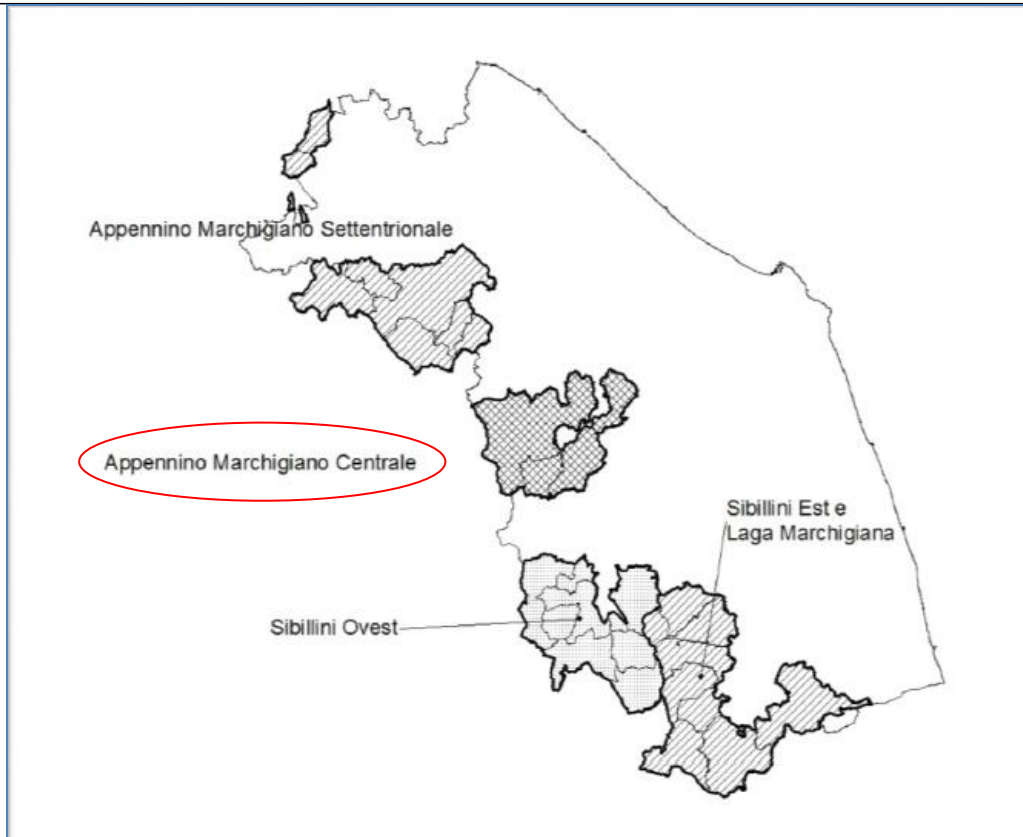 Appennino Marchigiano Settentrionale
Appennino Marchigiano Centrale
Sibillini Est e
Laga Marchigiana
Sibillini Ovest